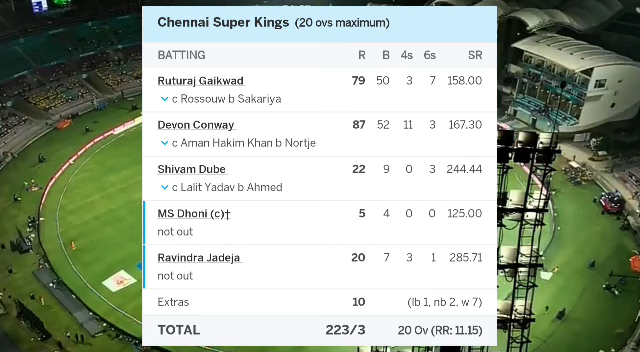 Chennai Super Kings (20 ovs maximum)
BATTING R B 4s 6s SR
Ruturaj Gaikwad 79 50 3 7 158.00
c Rossouw b Sakariya
Devon Conway 87 52 11 3 167.30
c Aman Hakim Khan b Nortje
Shivam Dube 22 9 0 3 244.44
c Lalit Yadav b Ahmed
MS Dhoni (c)† 5 4 0 0 125.00
not out
Ravindra Jadeja 20 7 3 1 285.71
not out
Extras 10 (lb 1, nb 2, w 7)
TOTAL 223/3 20 Ov (RR: 11.15)